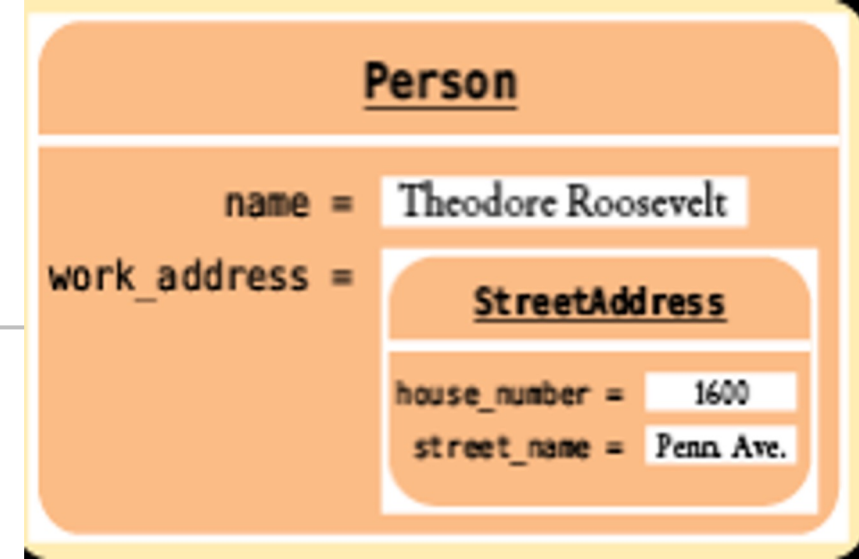 Person
name = Theodore Roosevelt
work_address =
StreetAddress
house_number = 1600
street_name = Penn. Ave.